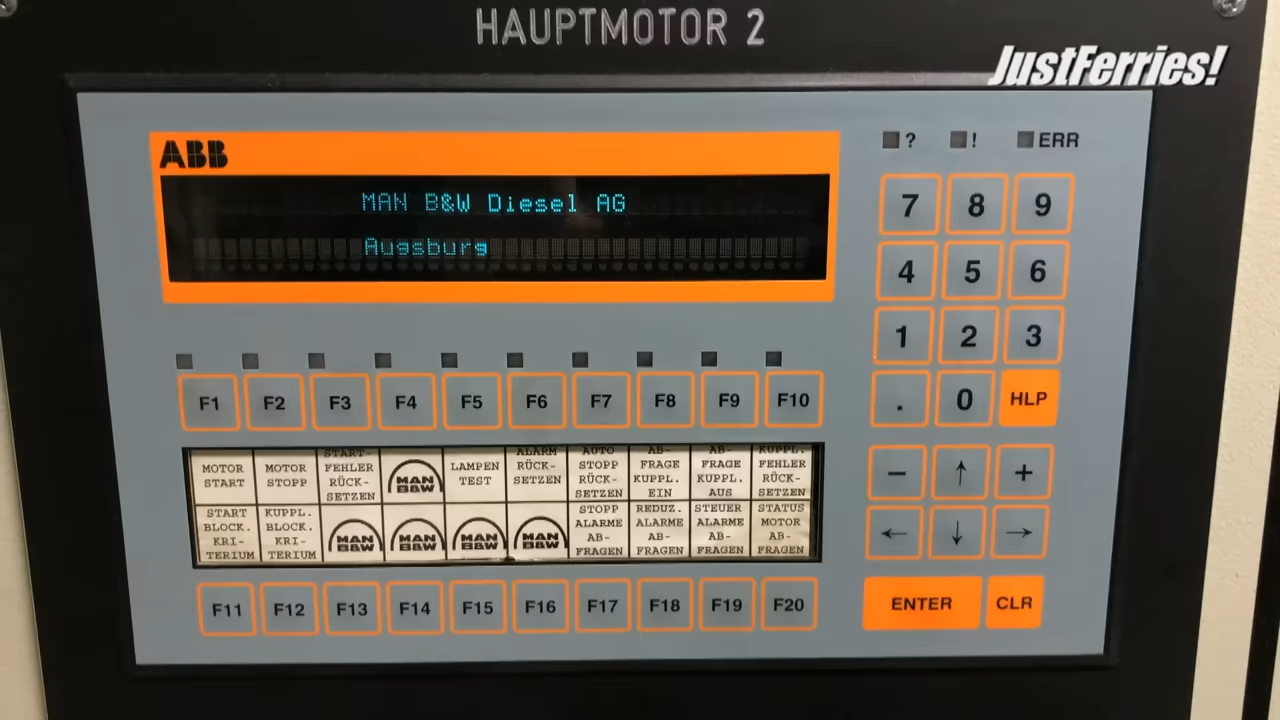 HAUPTMOTOR 2
JustFerries!
ABB
MAN B&W Diesel AG
Augsburg
? ! ERR
7 8 9
4 5 6
1 2 3
. 0 HLP
− ↑ +
← ↓ →
ENTER CLR
F1 F2 F3 F4 F5 F6 F7 F8 F9 F10
MOTOR
START
MOTOR
STOPP
START-
FEHLER
RÜCK-
SETZEN
MAN
B&W
LAMPEN
TEST
ALARM
RÜCK-
SETZEN
AUTO
STOPP
RÜCK-
SETZEN
AB-
FRAGE
KUPPL.
EIN
AB-
FRAGE
KUPPL.
AUS
KUPPL.
FEHLER
RÜCK-
SETZEN
START
BLOCK.
KRI-
TERIUM
KUPPL.
BLOCK.
KRI-
TERIUM
MAN
B&W
MAN
B&W
MAN
B&W
MAN
B&W
STOPP
ALARME
AB-
FRAGEN
REDUZ.
ALARME
AB-
FRAGEN
STEUER
ALARME
AB-
FRAGEN
STATUS
MOTOR
AB-
FRAGEN
F11 F12 F13 F14 F15 F16 F17 F18 F19 F20